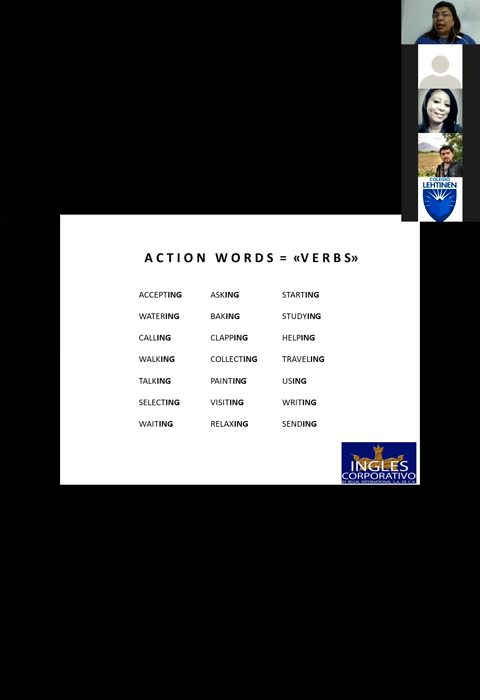 COLEGIO
LEHTINEN
ACTION WORDS = «VERBS»
ACCEPTING ASKING STARTING
WATERING BAKING STUDYING
CALLING CLAPPING HELPING
WALKING COLLECTING TRAVELING
TALKING PAINTING USING
SELECTING VISITING WRITING
WAITING RELAXING SENDING
INGLES
CORPORATIVO